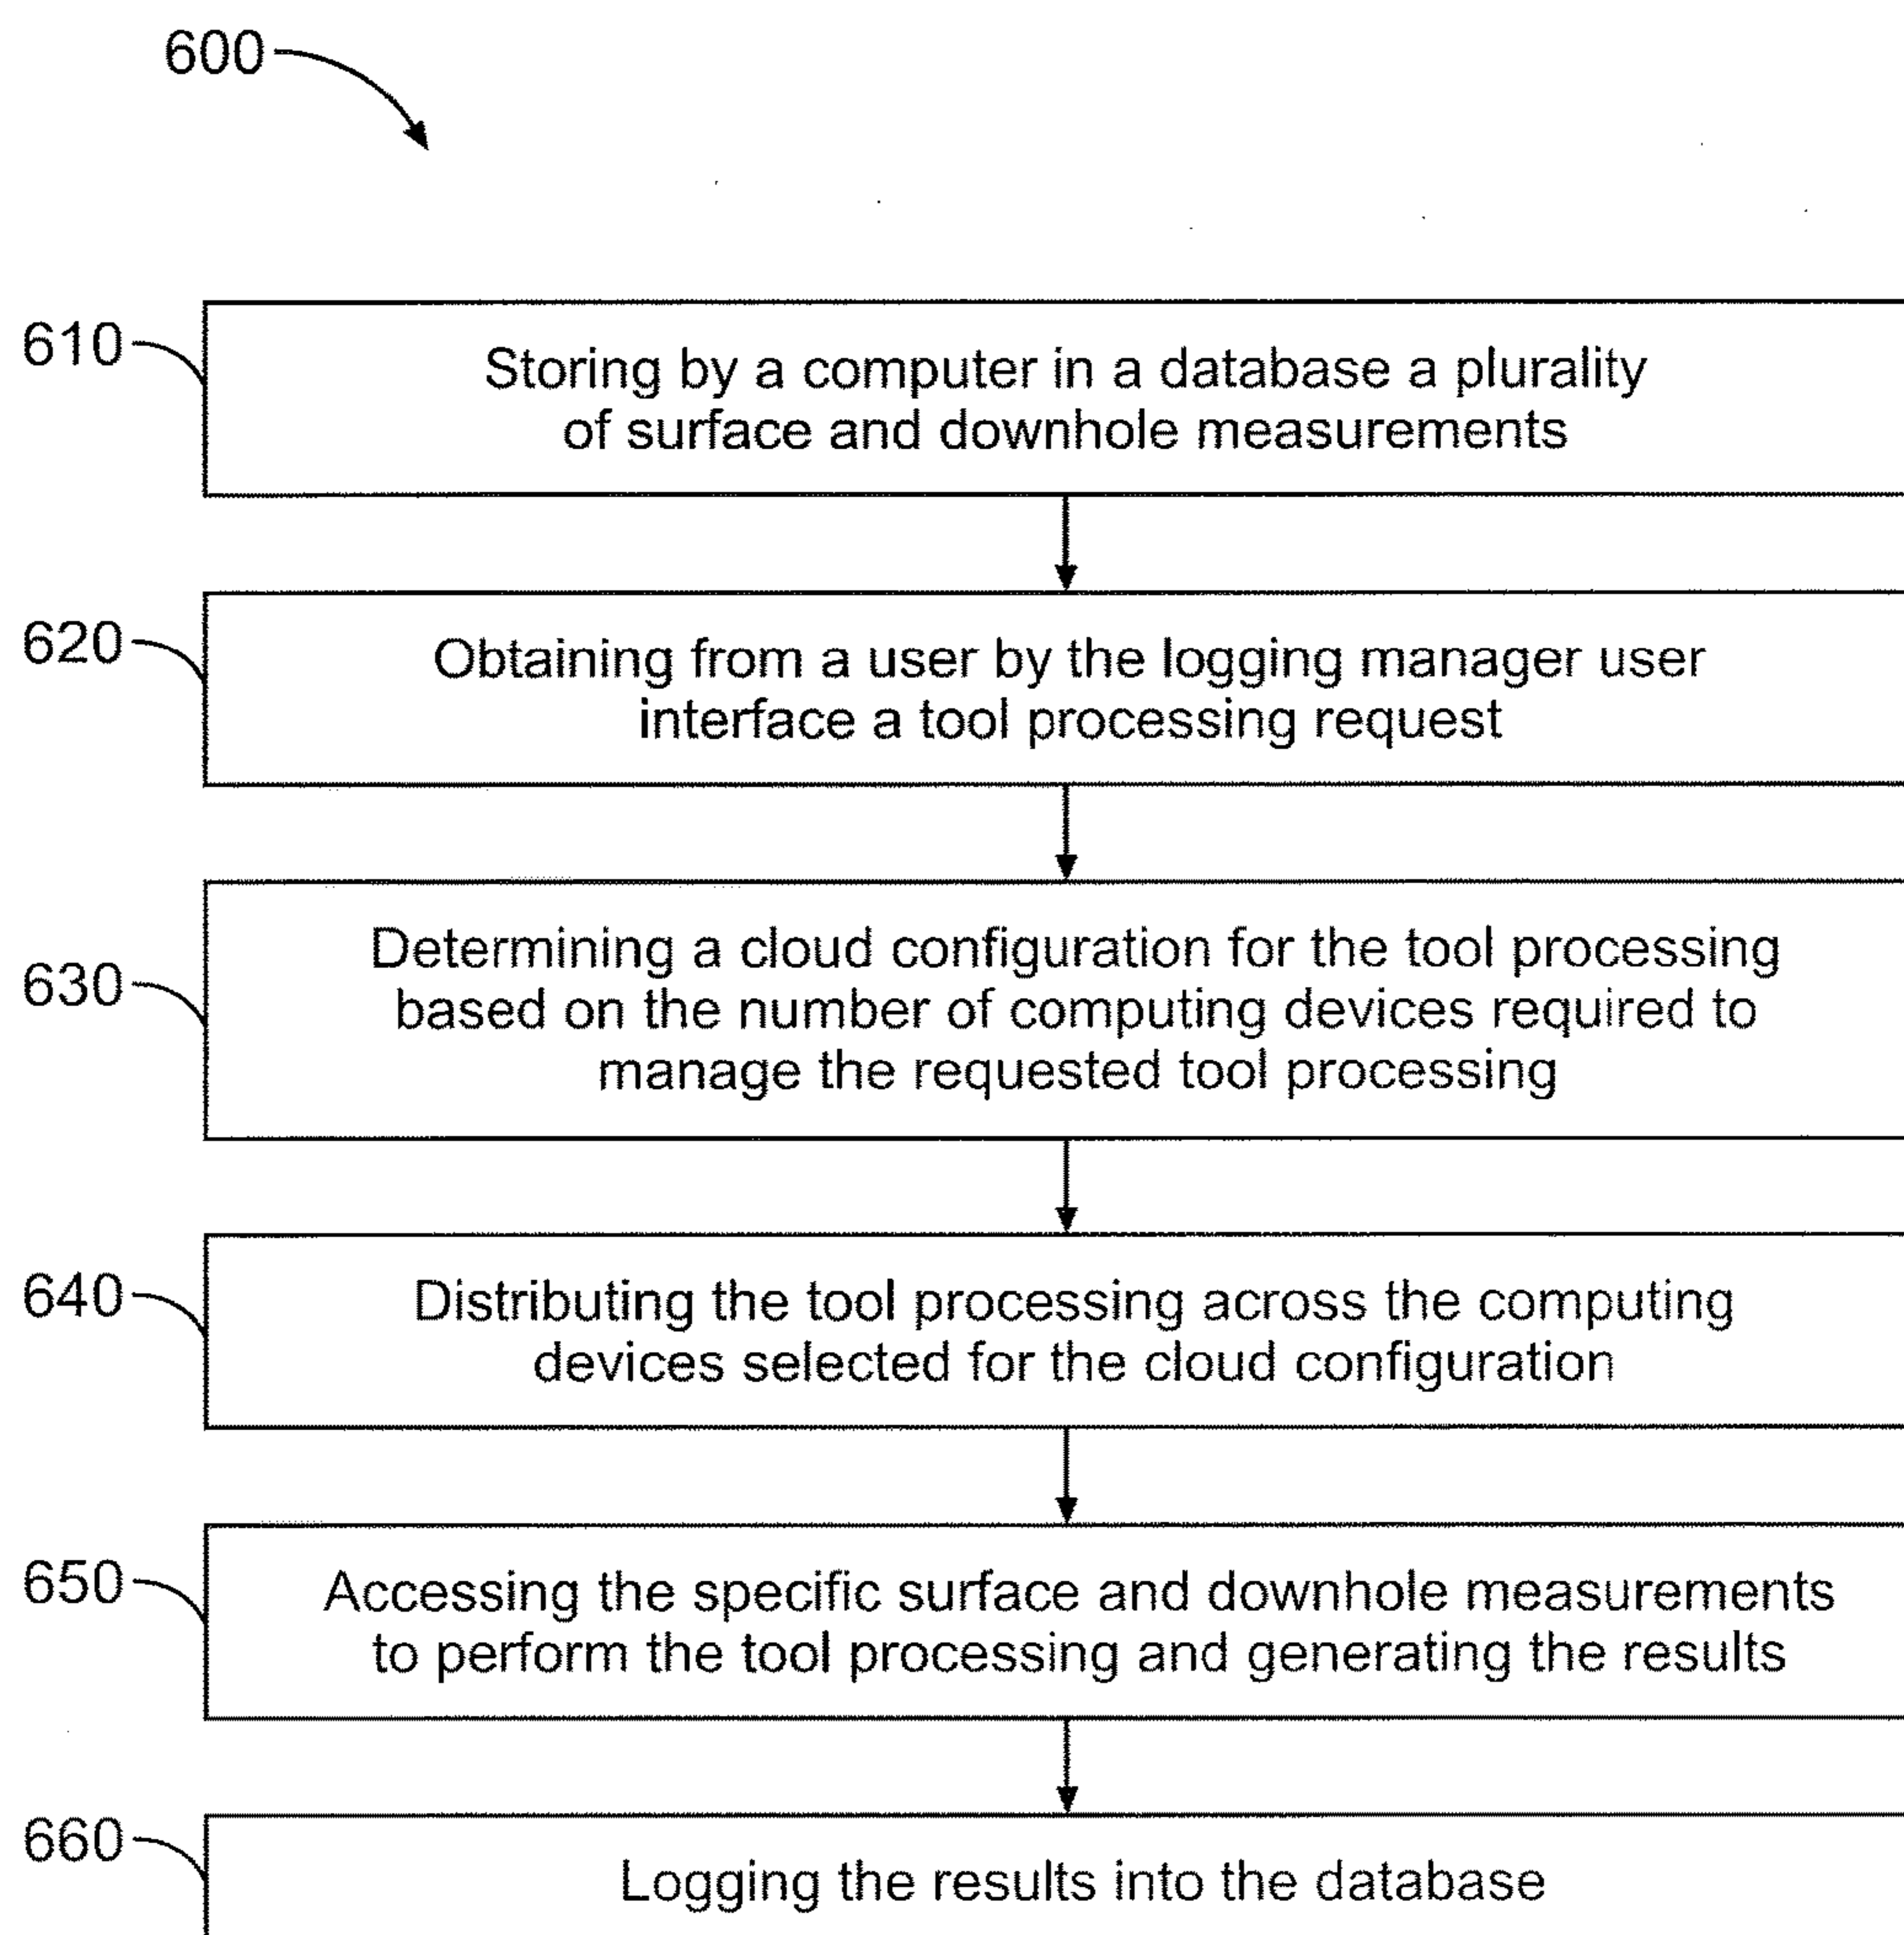 600
610
Storing by a computer in a database a plurality
of surface and downhole measurements
620
Obtaining from a user by the logging manager user
interface a tool processing request
630
Determining a cloud configuration for the tool processing
based on the number of computing devices required to
manage the requested tool processing
640
Distributing the tool processing across the computing
devices selected for the cloud configuration
650
Accessing the specific surface and downhole measurements
to perform the tool processing and generating the results
660
Logging the results into the database